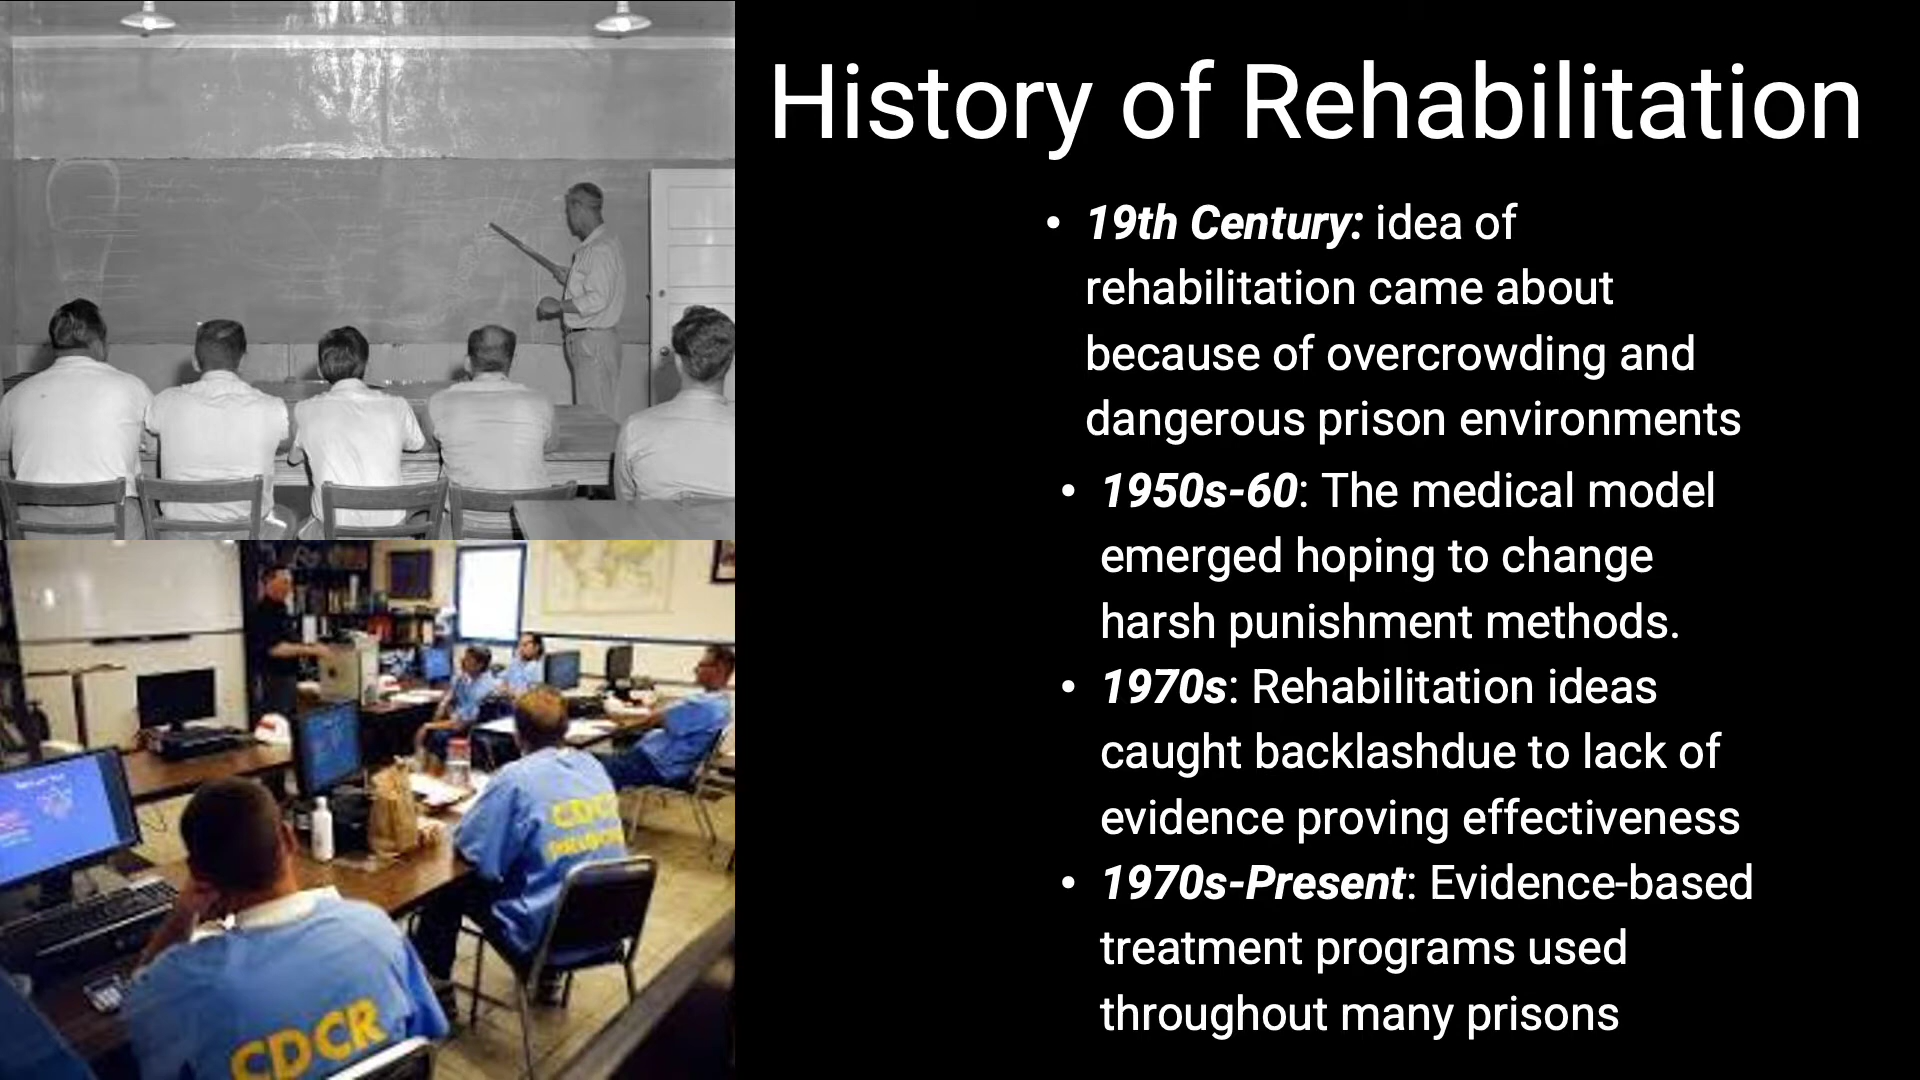 History of Rehabilitation
• 19th Century: idea of
rehabilitation came about
because of overcrowding and
dangerous prison environments
• 1950s-60: The medical model
emerged hoping to change
harsh punishment methods.
• 1970s: Rehabilitation ideas
caught backlashdue to lack of
evidence proving effectiveness
• 1970s-Present: Evidence-based
treatment programs used
throughout many prisons
CDCR
CDCR